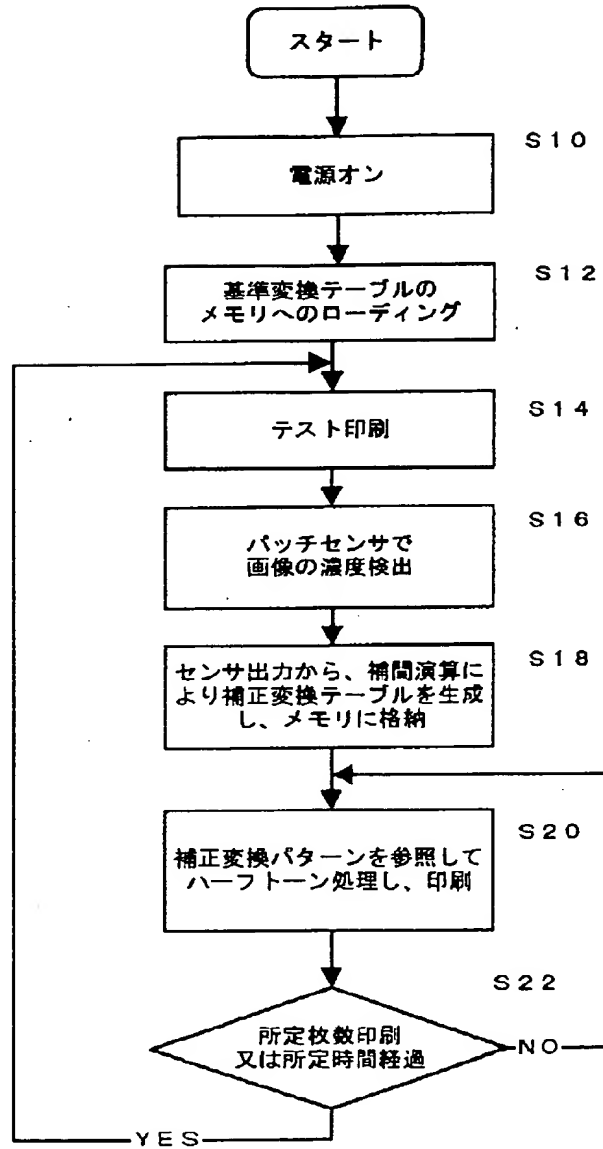 スタート
S10
電源オン
S12
基準変換テーブルの
メモリへのローディング
S14
テスト印刷
S16
パッチセンサで
画像の濃度検出
S18
センサ出力から、補間演算に
より補正変換テーブルを生成
し、メモリに格納
S20
補正変換パターンを参照して
ハーフトーン処理し、印刷
S22
所定枚数印刷
又は所定時間経過
NO
YES